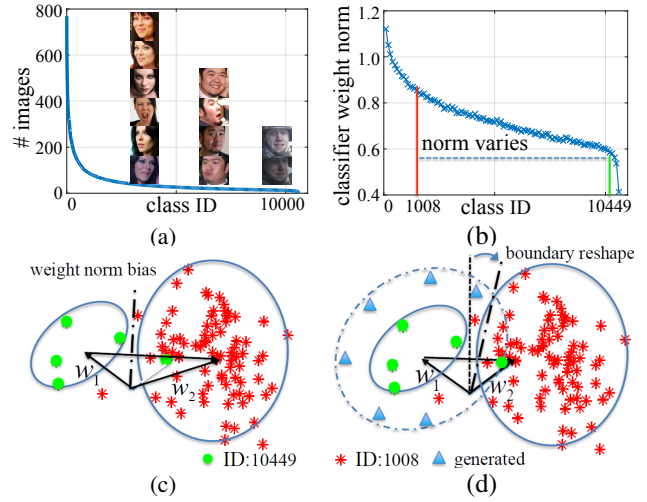 800
600
400
200
0
# images
0
class ID
10000
(a)
1.2
1.0
0.8
0.6
0.4
classifier weight norm
norm varies
0
1008
class ID
10449
(b)
weight norm bias
w1
w2
(c)
boundary reshape
w1
w2
(d)
ID:10449
ID:1008
generated